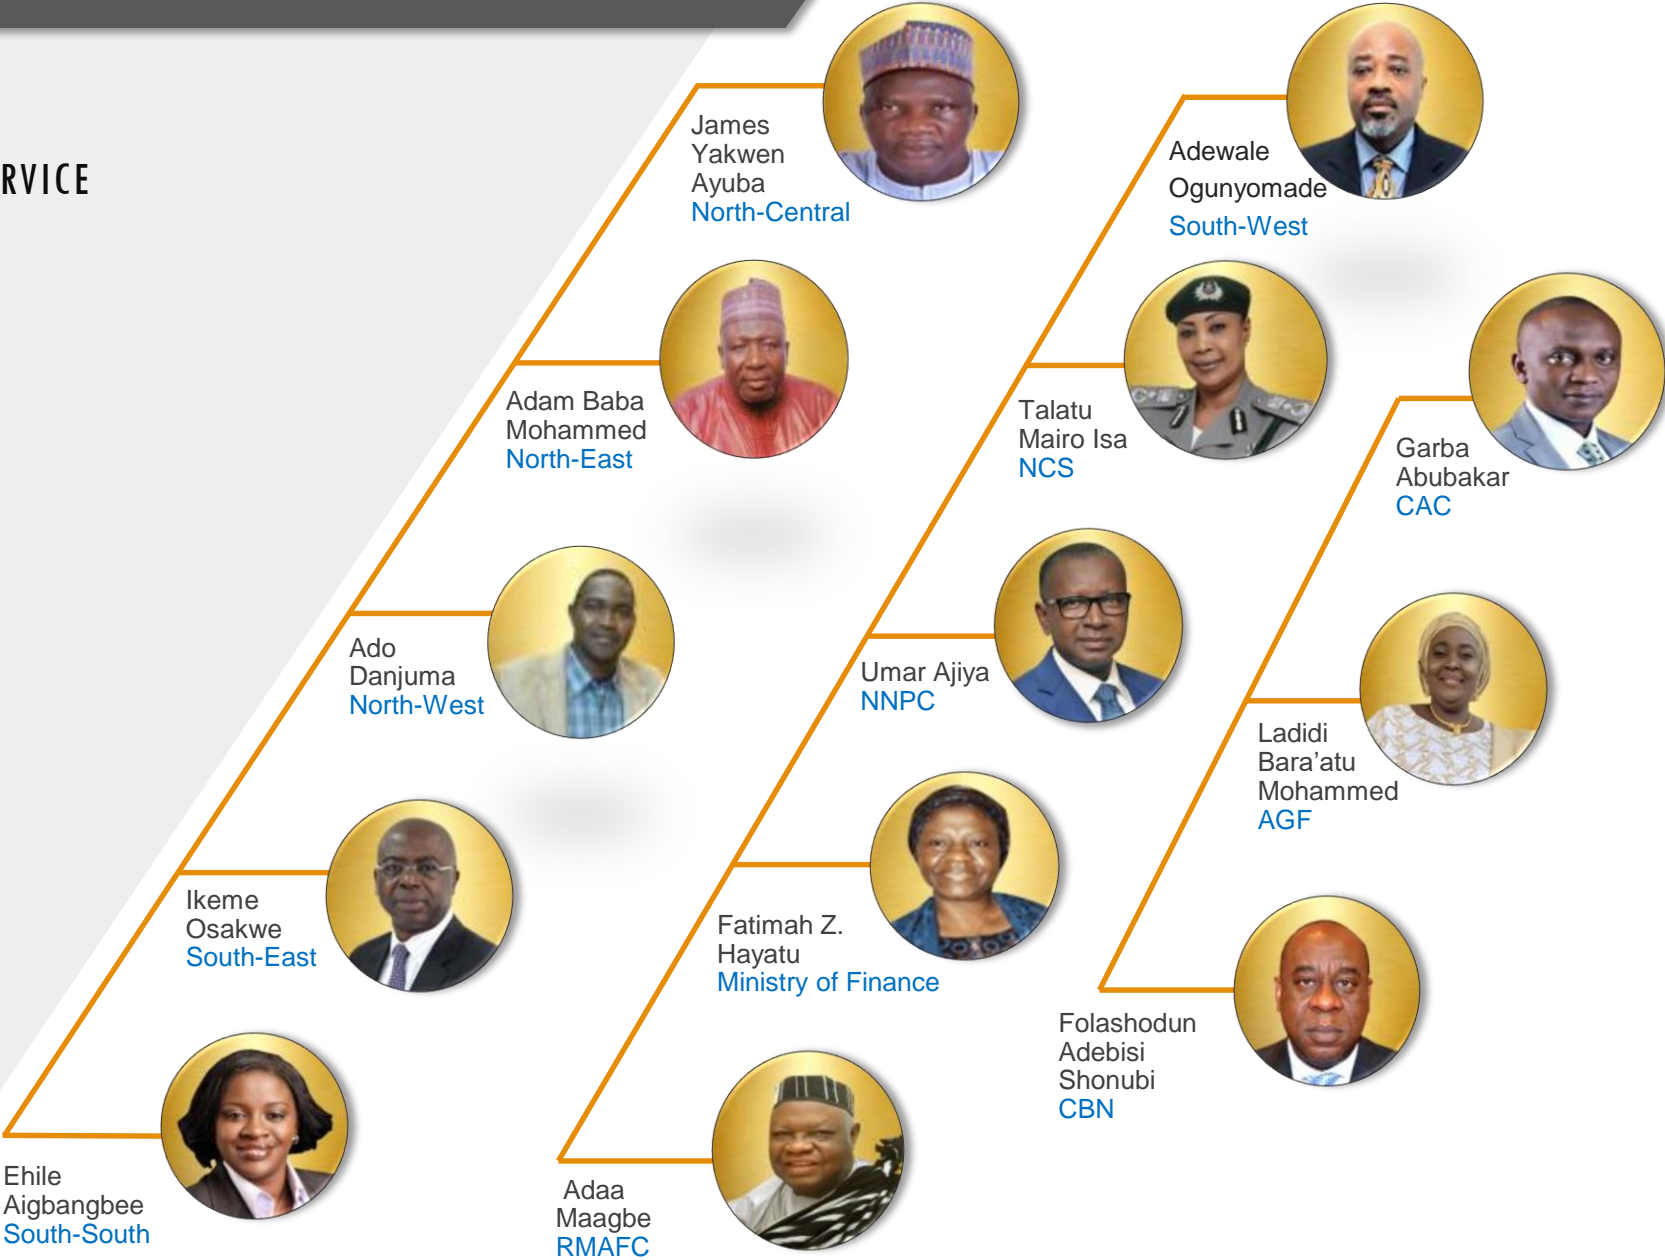 RVICE
James
Yakwen
Ayuba
North-Central
Adam Baba
Mohammed
North-East
Ado
Danjuma
North-West
Ikeme
Osakwe
South-East
Ehile
Aigbangbee
South-South
Adewale
Ogunyomade
South-West
Talatu
Mairo Isa
NCS
Umar Ajiya
NNPC
Fatimah Z.
Hayatu
Ministry of Finance
Adaa
Maagbe
RMAFC
Garba
Abubakar
CAC
Ladidi
Bara’atu
Mohammed
AGF
Folashodun
Adebisi
Shonubi
CBN